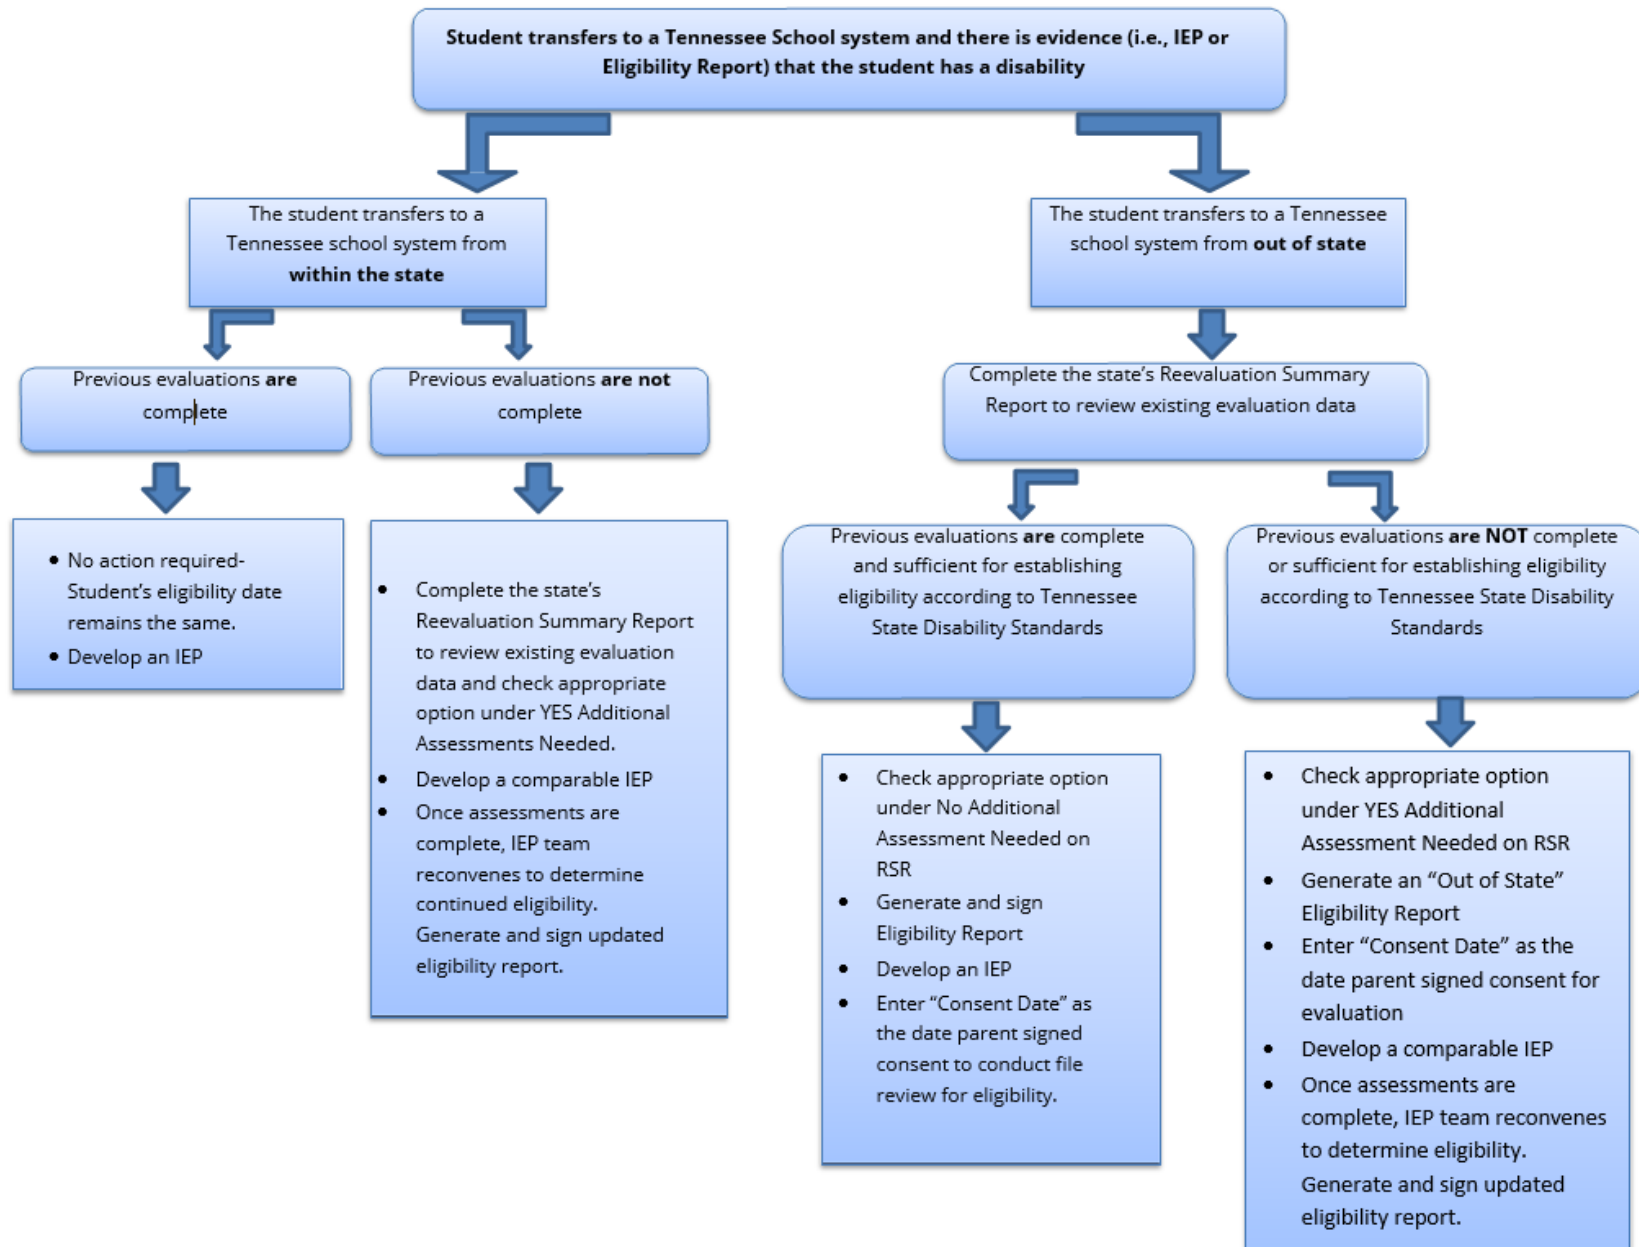 Student transfers to a Tennessee School system and there is evidence (i.e., IEP or
Eligibility Report) that the student has a disability
The student transfers to a
Tennessee school system from
within the state
Previous evaluations are
complete
• No action required-
Student's eligibility date
remains the same.
• Develop an IEP
Previous evaluations are not
complete
• Complete the state's
Reevaluation Summary Report
to review existing evaluation
data and check appropriate
option under YES Additional
Assessments Needed.
• Develop a comparable IEP
• Once assessments are
complete, IEP team
reconvenes to determine
continued eligibility.
Generate and sign updated
eligibility report.
The student transfers to a Tennessee
school system from out of state
Complete the state's Reevaluation Summary
Report to review existing evaluation data
Previous evaluations are complete
and sufficient for establishing
eligibility according to Tennessee
State Disability Standards
• Check appropriate option
under No Additional
Assessment Needed on
RSR
• Generate and sign
Eligibility Report
• Develop an IEP
• Enter “Consent Date” as
the date parent signed
consent to conduct file
review for eligibility.
Previous evaluations are NOT complete
or sufficient for establishing eligibility
according to Tennessee State Disability
Standards
• Check appropriate option
under YES Additional
Assessment Needed on RSR
• Generate an “Out of State”
Eligibility Report
• Enter “Consent Date” as the
date parent signed consent for
evaluation
• Develop a comparable IEP
• Once assessments are
complete, IEP team reconvenes
to determine eligibility.
Generate and sign updated
eligibility report.